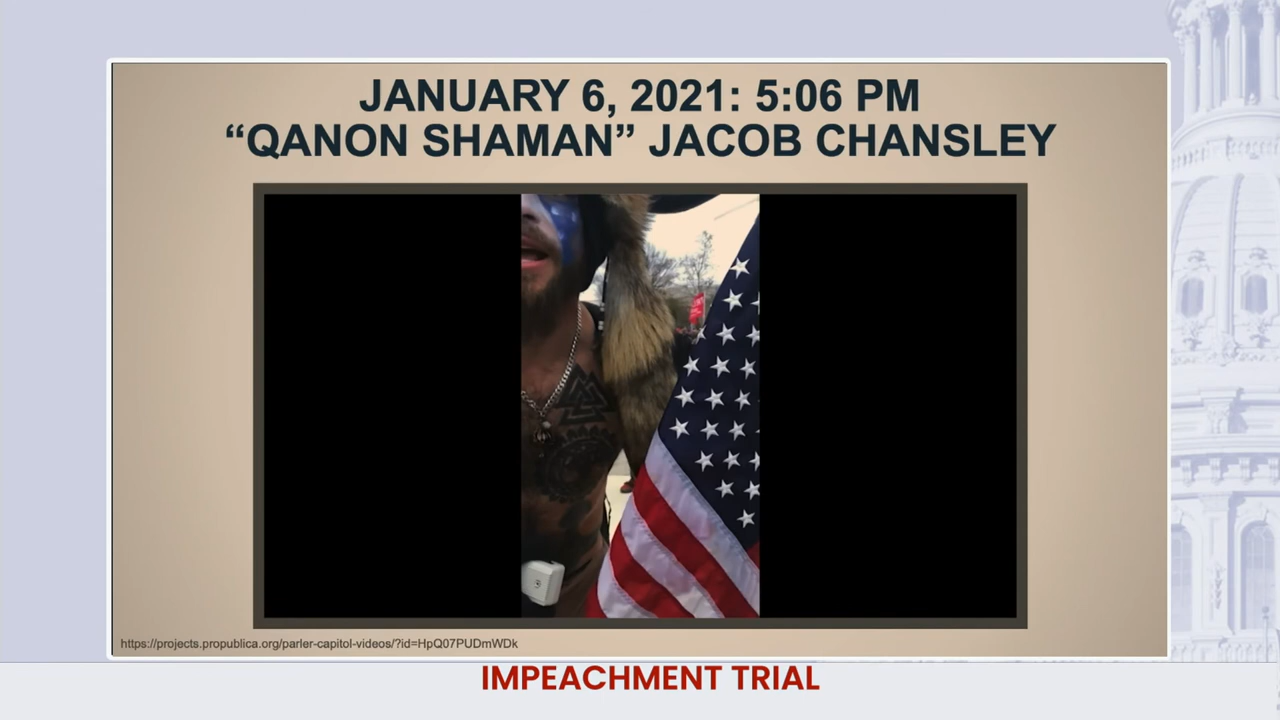 JANUARY 6, 2021: 5:06 PM
“QANON SHAMAN” JACOB CHANSLEY
https://projects.propublica.org/parler-capitol-videos/?id=HpQ07PUDmWDk
IMPEACHMENT TRIAL